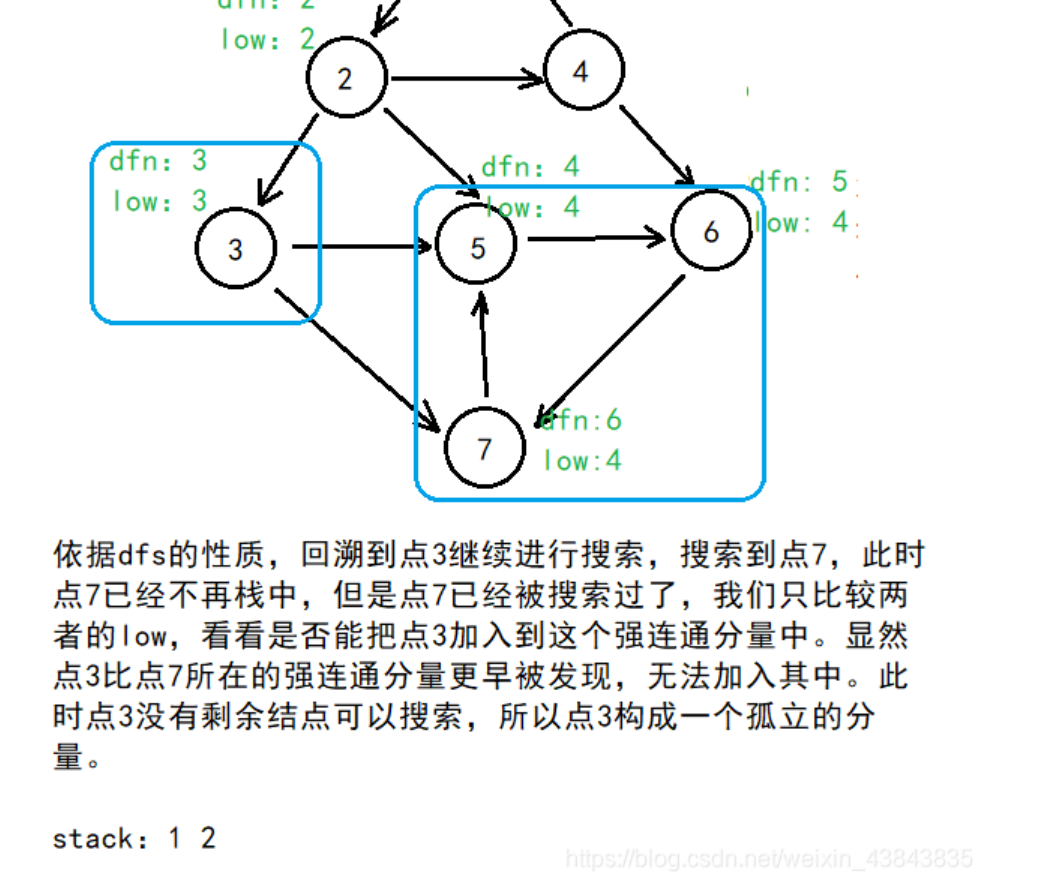 dfn: 2
low: 2
2
4
dfn: 3
low: 3
dfn: 4
low: 4
dfn: 5
low: 4
3
5
6
dfn:6
low:4
7
依据dfs的性质，回溯到点3继续进行搜索，搜索到点7，此时
点7已经不再栈中，但是点7已经被搜索过了，我们只比较两
者的low，看看是否能把点3加入到这个强连通分量中。显然
点3比点7所在的强连通分量更早被发现，无法加入其中。此
时点3没有剩余结点可以搜索，所以点3构成一个孤立的分
量。
stack: 1 2
https://blog.csdn.net/weixin_43843835